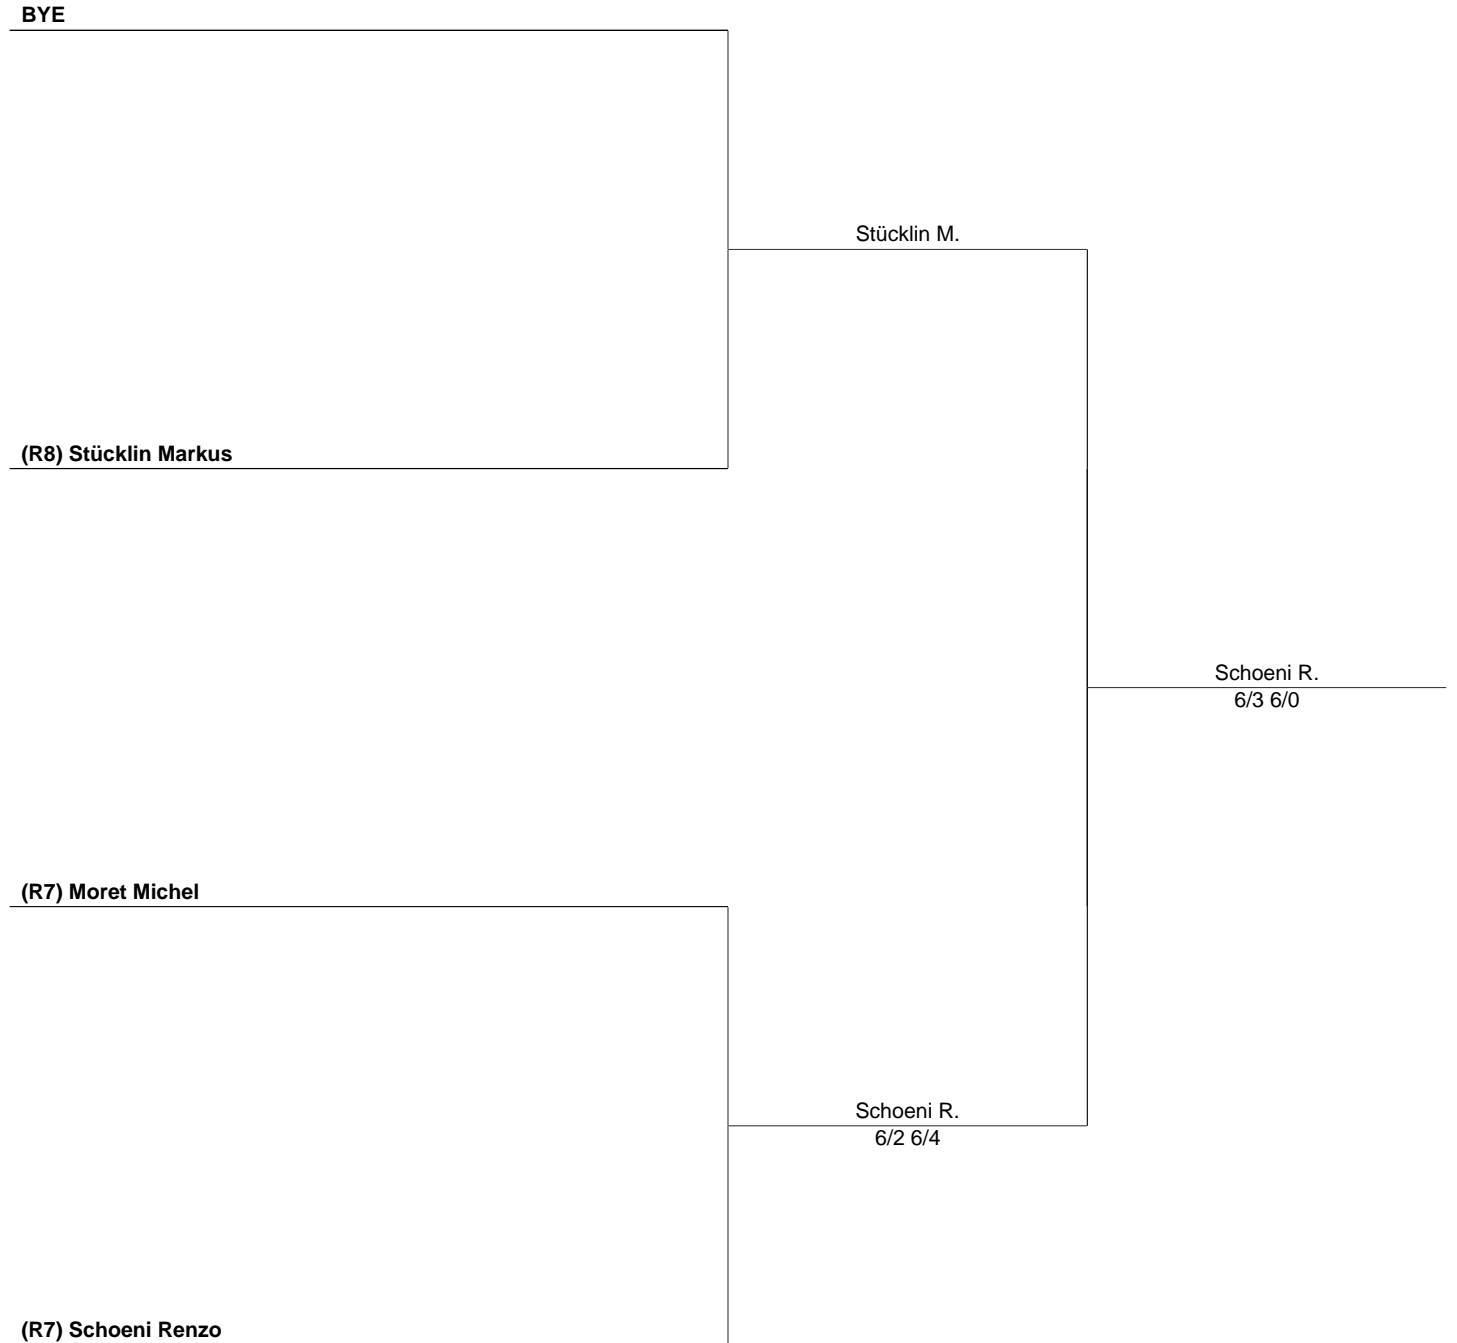 BYE
Stücklin M.
(R8) Stücklin Markus
Schoeni R.
6/3 6/0
(R7) Moret Michel
Schoeni R.
6/2 6/4
(R7) Schoeni Renzo